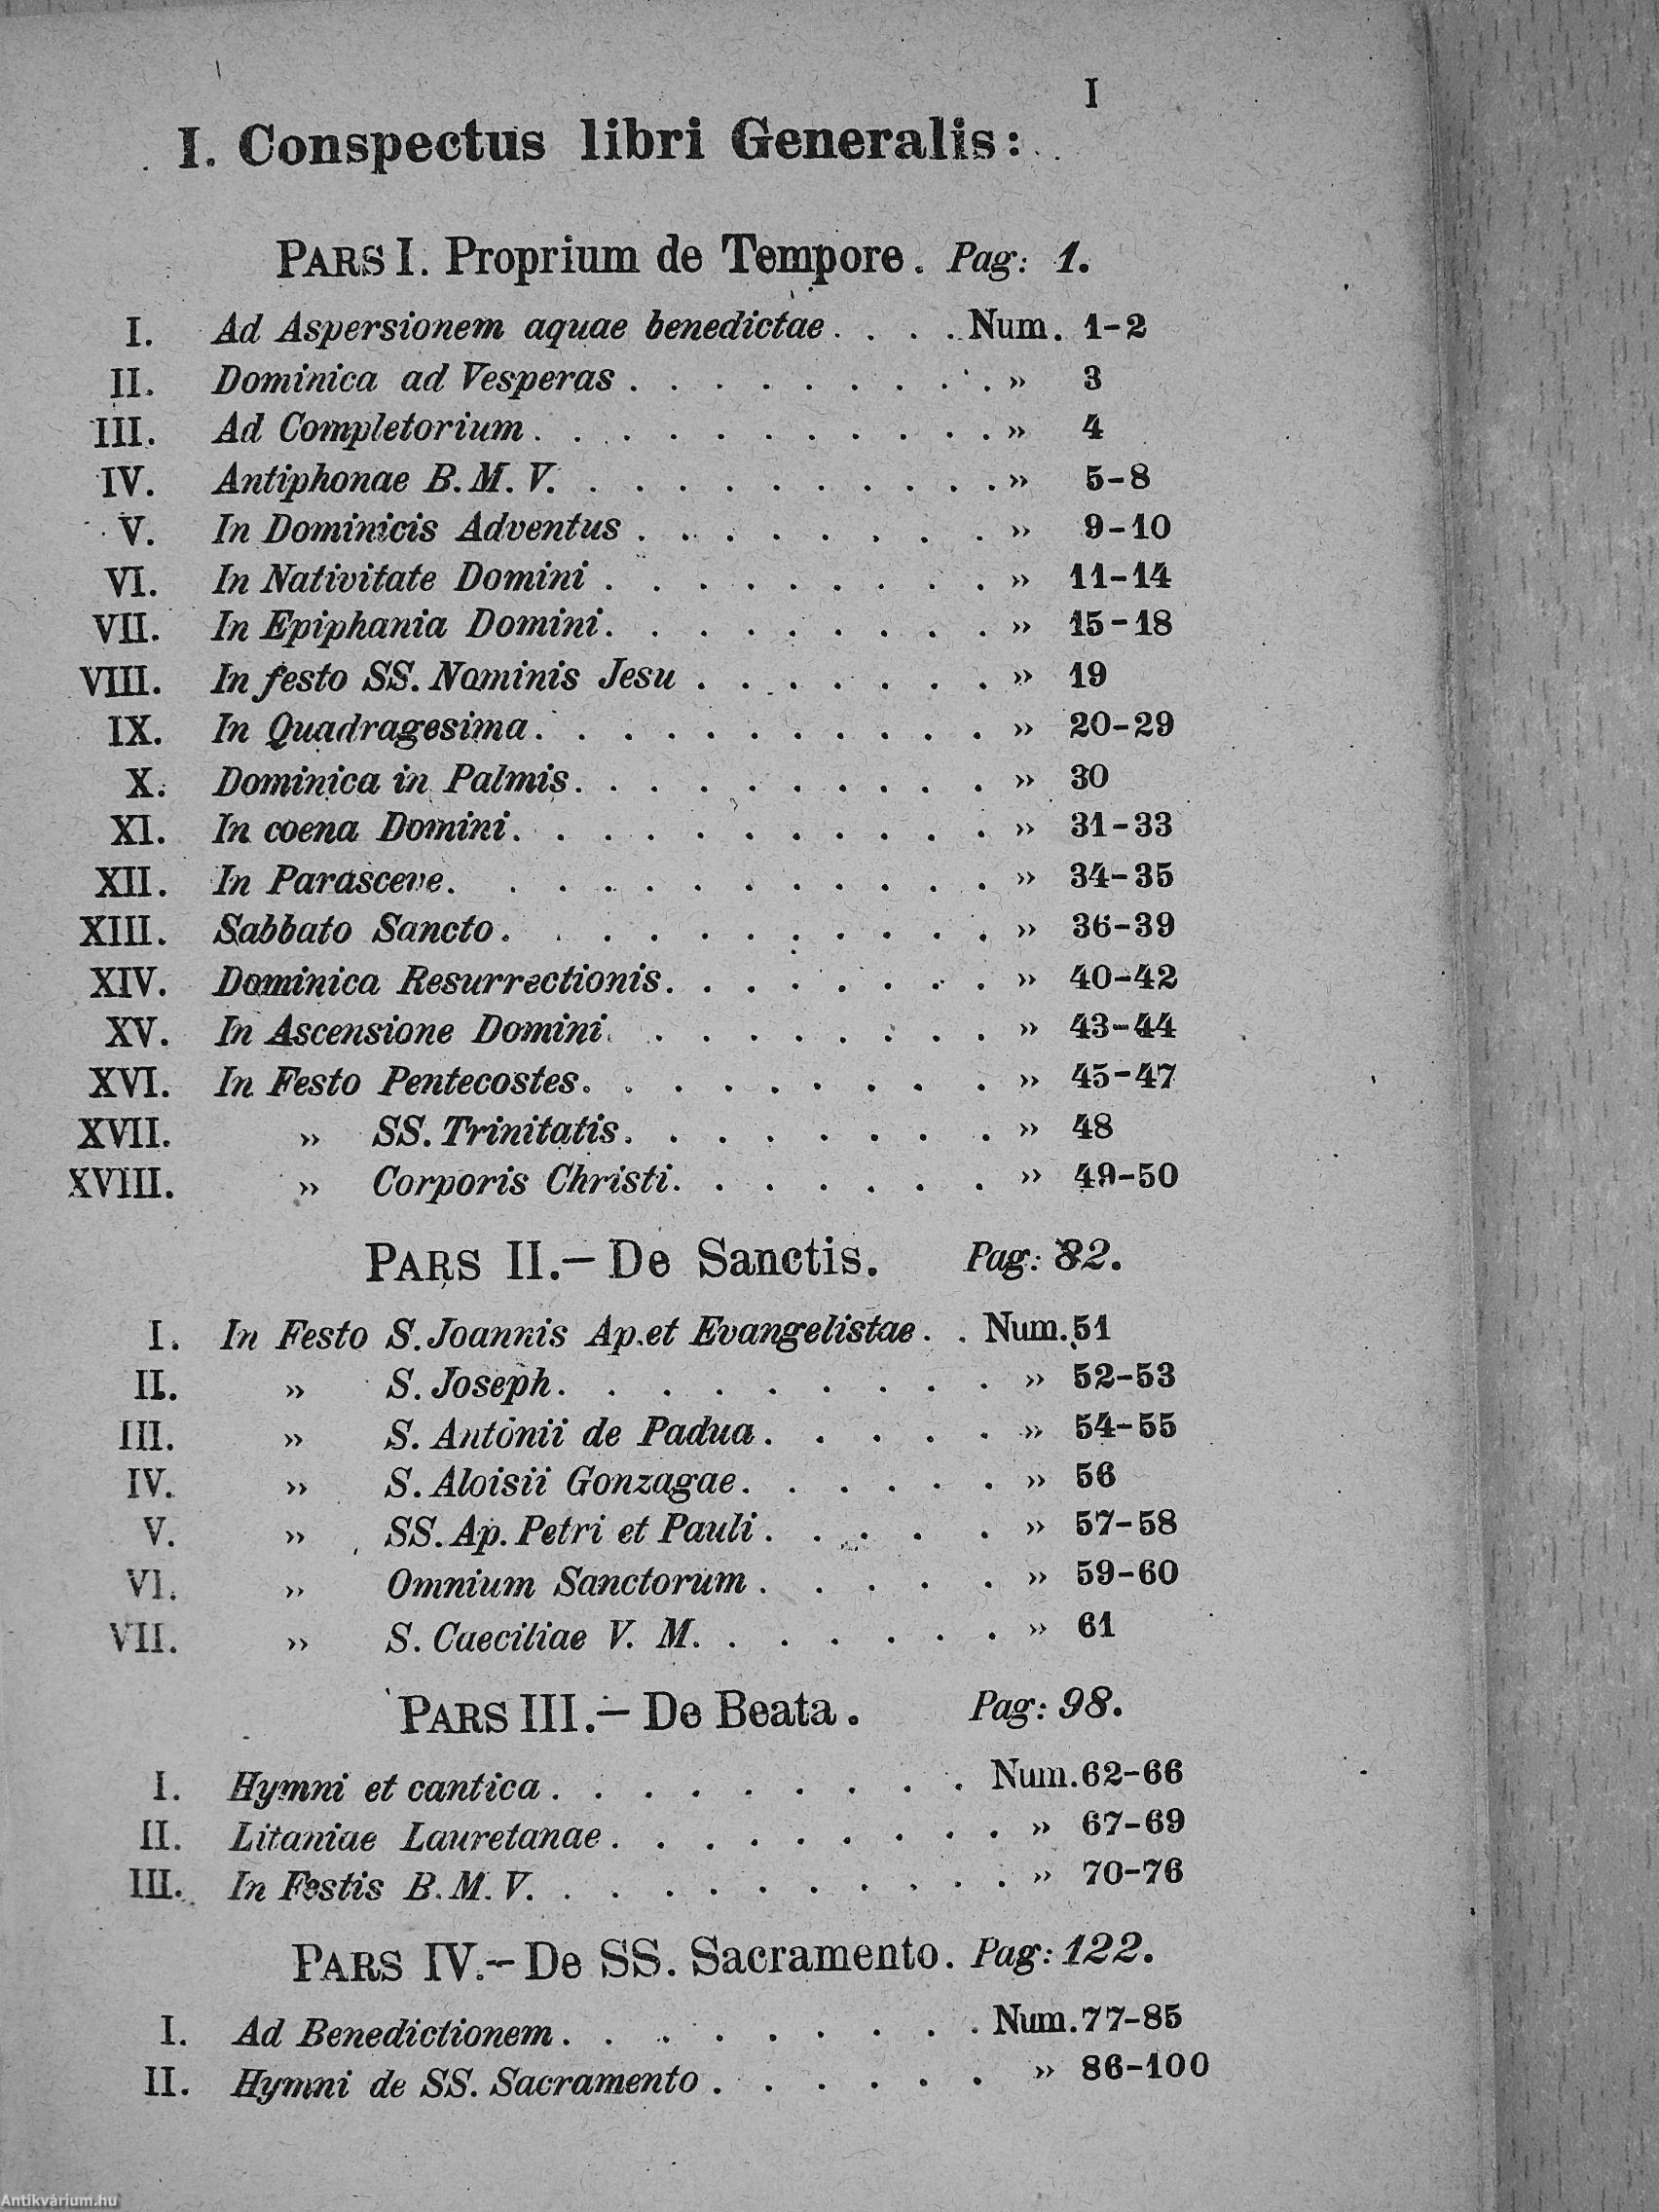 I
I. Conspectus libri Generalis:
PARS I. Proprium de Tempore. Pag: 1.
I. Ad Aspersionem aquae benedictae . . . . Num. 1-2
II. Dominica ad Vesperas . . . . . . . . . » 3
III. Ad Completorium . . . . . . . . . . . » 4
IV. Antiphonae B. M. V. . . . . . . . . . . » 5-8
V. In Dominicis Adventus . . . . . . . . » 9-10
VI. In Nativitate Domini . . . . . . . . . » 11-14
VII. In Epiphania Domini . . . . . . . . . » 15-18
VIII. In festo SS. Nominis Jesu . . . . . . . » 19
IX. In Quadragesima . . . . . . . . . . . » 20-29
X. Dominica in Palmis . . . . . . . . . . » 30
XI. In coena Domini . . . . . . . . . . . » 31-33
XII. In Parasceve . . . . . . . . . . . . » 34-35
XIII. Sabbato Sancto . . . . . . . . . . . » 36-39
XIV. Dominica Resurrectionis . . . . . . . . » 40-42
XV. In Ascensione Domini . . . . . . . . . » 43-44
XVI. In Festo Pentecostes . . . . . . . . . » 45-47
XVII. » SS. Trinitatis . . . . . . . . . » 48
XVIII. » Corporis Christi . . . . . . . » 49-50
PARS II.— De Sanctis. Pag: 82.
I. In Festo S. Joannis Ap. et Evangelistae . . Num. 51
II. » S. Joseph . . . . . . . . . . » 52-53
III. » S. Antonii de Padua . . . . . . » 54-55
IV. » S. Aloisii Gonzagae . . . . . . » 56
V. » SS. Ap. Petri et Pauli . . . . . » 57-58
VI. » Omnium Sanctorum . . . . . . » 59-60
VII. » S. Caeciliae V. M. . . . . . . . » 61
PARS III.— De Beata. Pag: 98.
I. Hymni et cantica . . . . . . . . . Num. 62-66
II. Litaniae Lauretanae . . . . . . . . . » 67-69
III. In Festis B. M. V. . . . . . . . . . . » 70-76
PARS IV.— De SS. Sacramento. Pag: 122.
I. Ad Benedictionem . . . . . . . . . Num. 77-85
II. Hymni de SS. Sacramento . . . . . . » 86-100
Antikvárium.hu